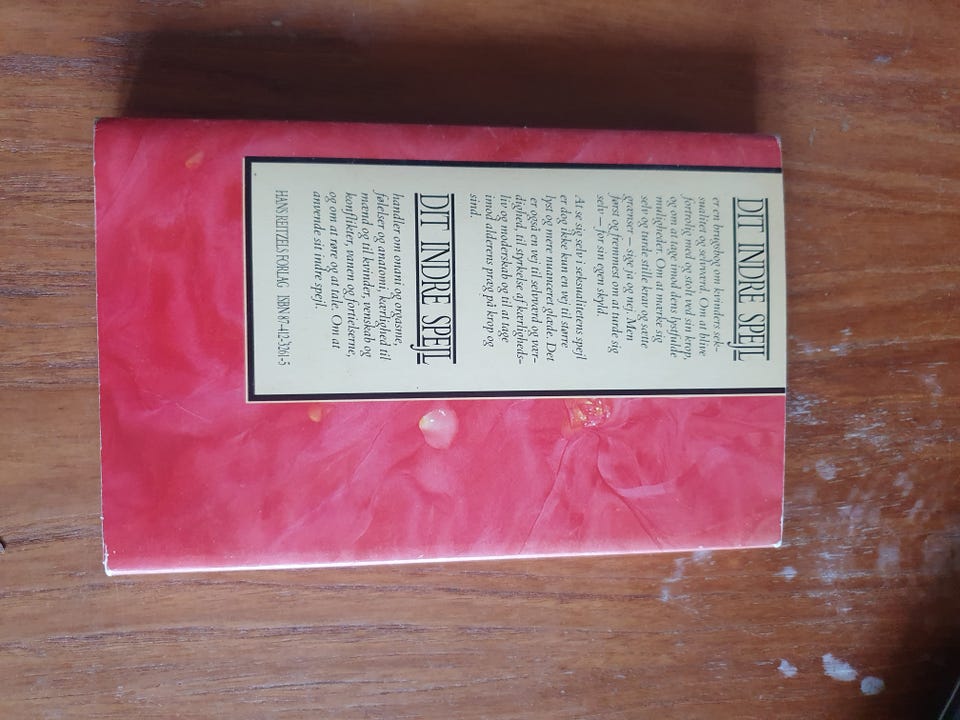 DIT INDRE SPEJL
er en brugsbog om kvinders sek-
sualitet og selvværd. Om at blive
fortrolig med og stolt ved sin krop,
og om at tage imod dens lystfulde
muligheder. Om at mærke sig
selv og turde stille krav og sætte
grænser – sige ja og nej. Men
først og fremmest om at turde sig
selv – for sin egen skyld.
At se sig selv i seksualitetens spejl
er dog ikke kun en vej til større
lyst og mere nuanceret glæde. Det
er også en vej til selvværd og vær-
dighed, til styrkelse af kærligheds-
liv og moderskab og til at tage
imod alderens præg på krop og
sind.
DIT INDRE SPEJL
handler om onani og orgasme,
følelser og anatomi, kærlighed til
mænd og til kvinder, venskab og
konflikter, vanen og fortielserne,
og om at røre og at tale. Om at
anvende sit indre spejl.
HANS REITZELS FORLAG ISBN 87-412-3261-5